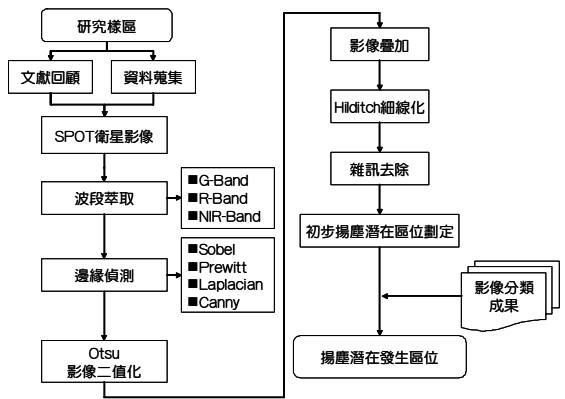 研究樣區
文獻回顧
資料蒐集
SPOT衛星影像
波段萃取
■G-Band
■R-Band
■NIR-Band
邊緣偵測
■Sobel
■Prewitt
■Laplacian
■Canny
Otsu
影像二值化
影像疊加
Hilditch細線化
雜訊去除
初步揚塵潛在區位劃定
影像分類
成果
揚塵潛在發生區位